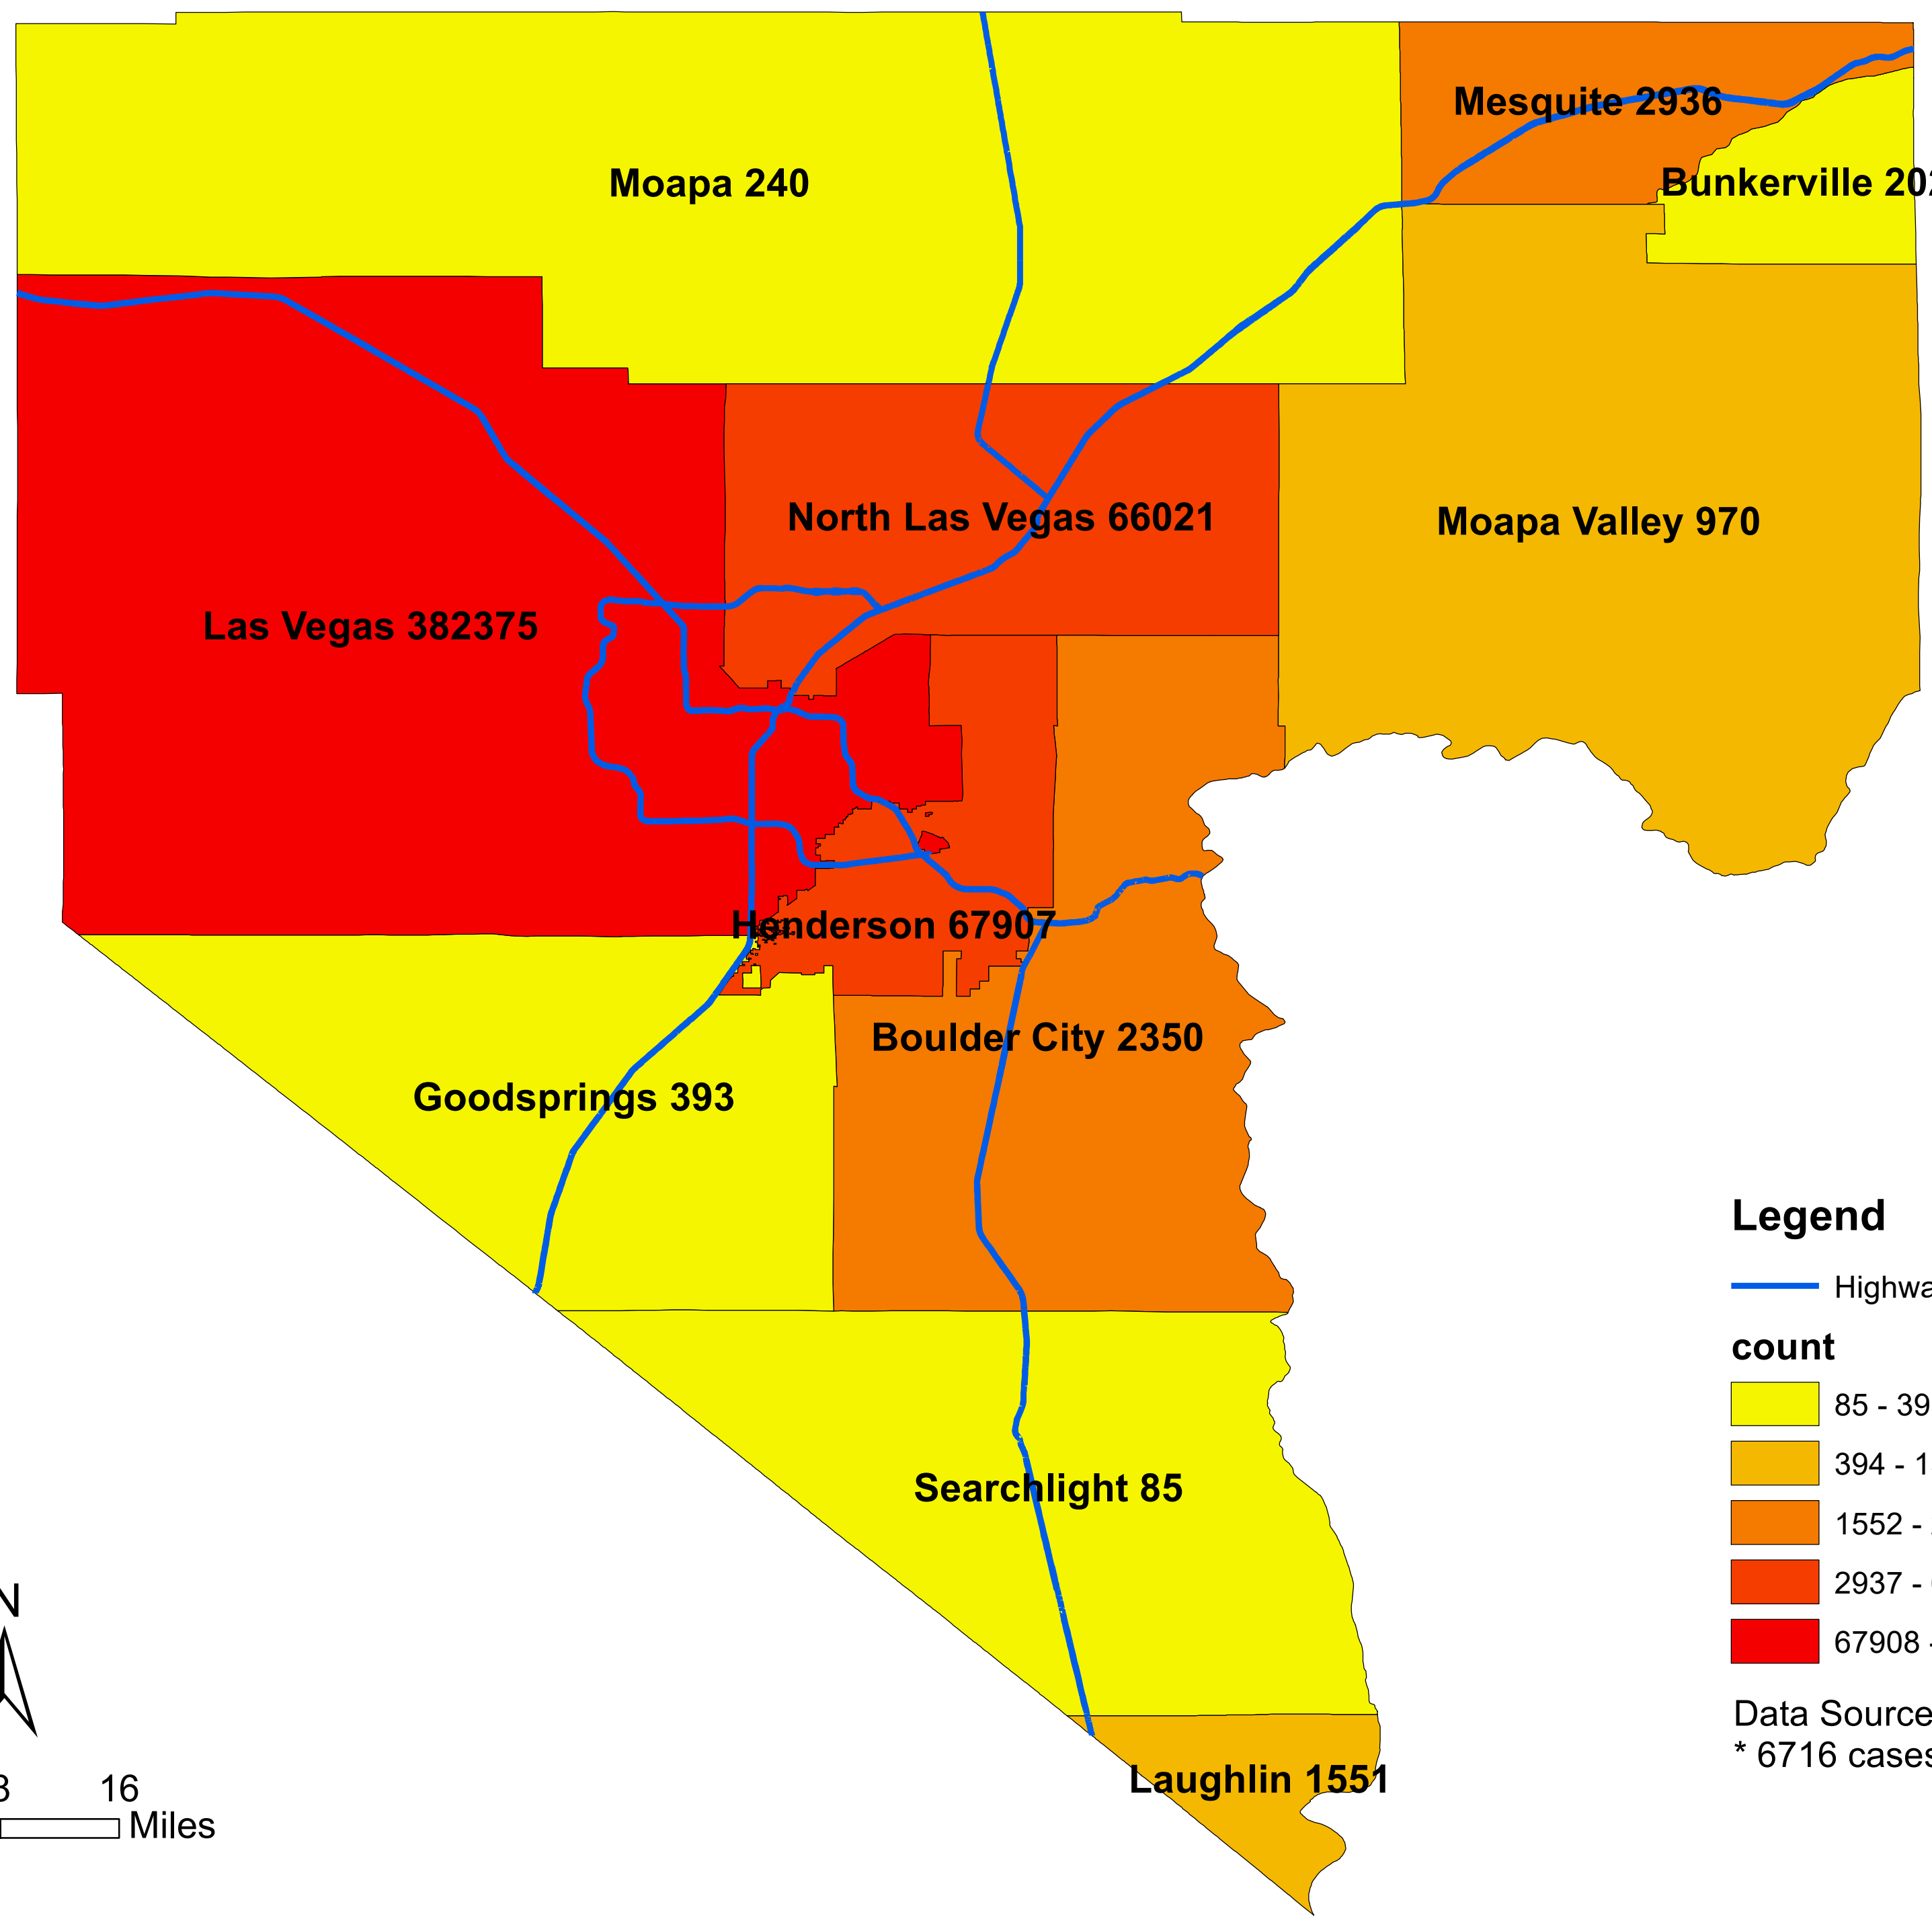 Mesquite 2936
Moapa 240
Bunkerville 202
North Las Vegas 66021
Moapa Valley 970
Las Vegas 382375
Henderson 67907
Boulder City 2350
Goodsprings 393
Searchlight 85
Laughlin 1551
Legend
count
85 - 39
394 - 1
1552 -
2937 -
67908 -
Data Source
* 6716 cases
N
16
Miles